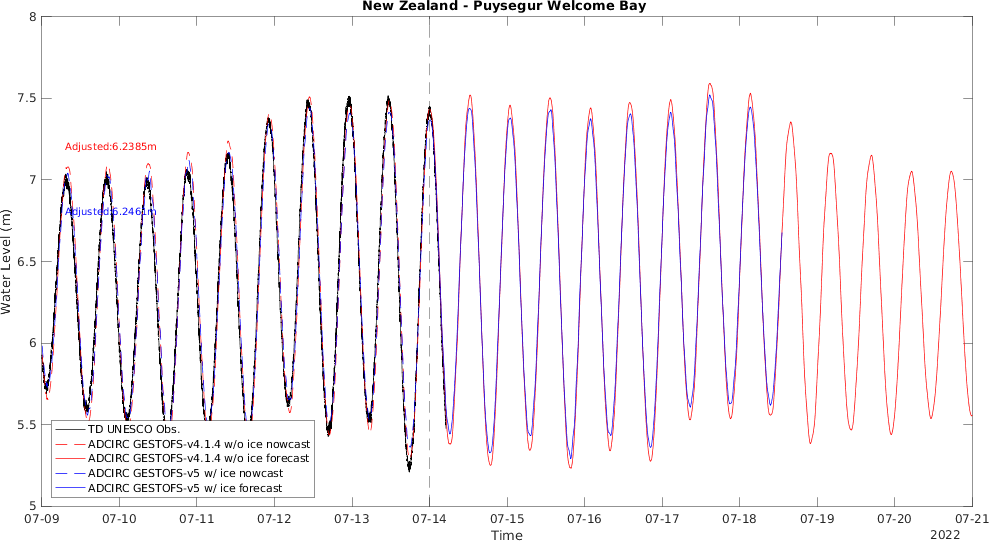 New Zealand - Puysegur Welcome Bay
8
7.5
7
6.5
6
5.5
5
Water Level (m)
Adjusted:6.2385m
Adjusted:6.2461m
TD UNESCO Obs.
ADCIRC GESTOFS-v4.1.4 w/o ice nowcast
ADCIRC GESTOFS-v4.1.4 w/o ice forecast
ADCIRC GESTOFS-v5 w/ ice nowcast
ADCIRC GESTOFS-v5 w/ ice forecast
07-09 07-10 07-11 07-12 07-13 07-14 07-15 07-16 07-17 07-18 07-19 07-20 07-21
Time
2022